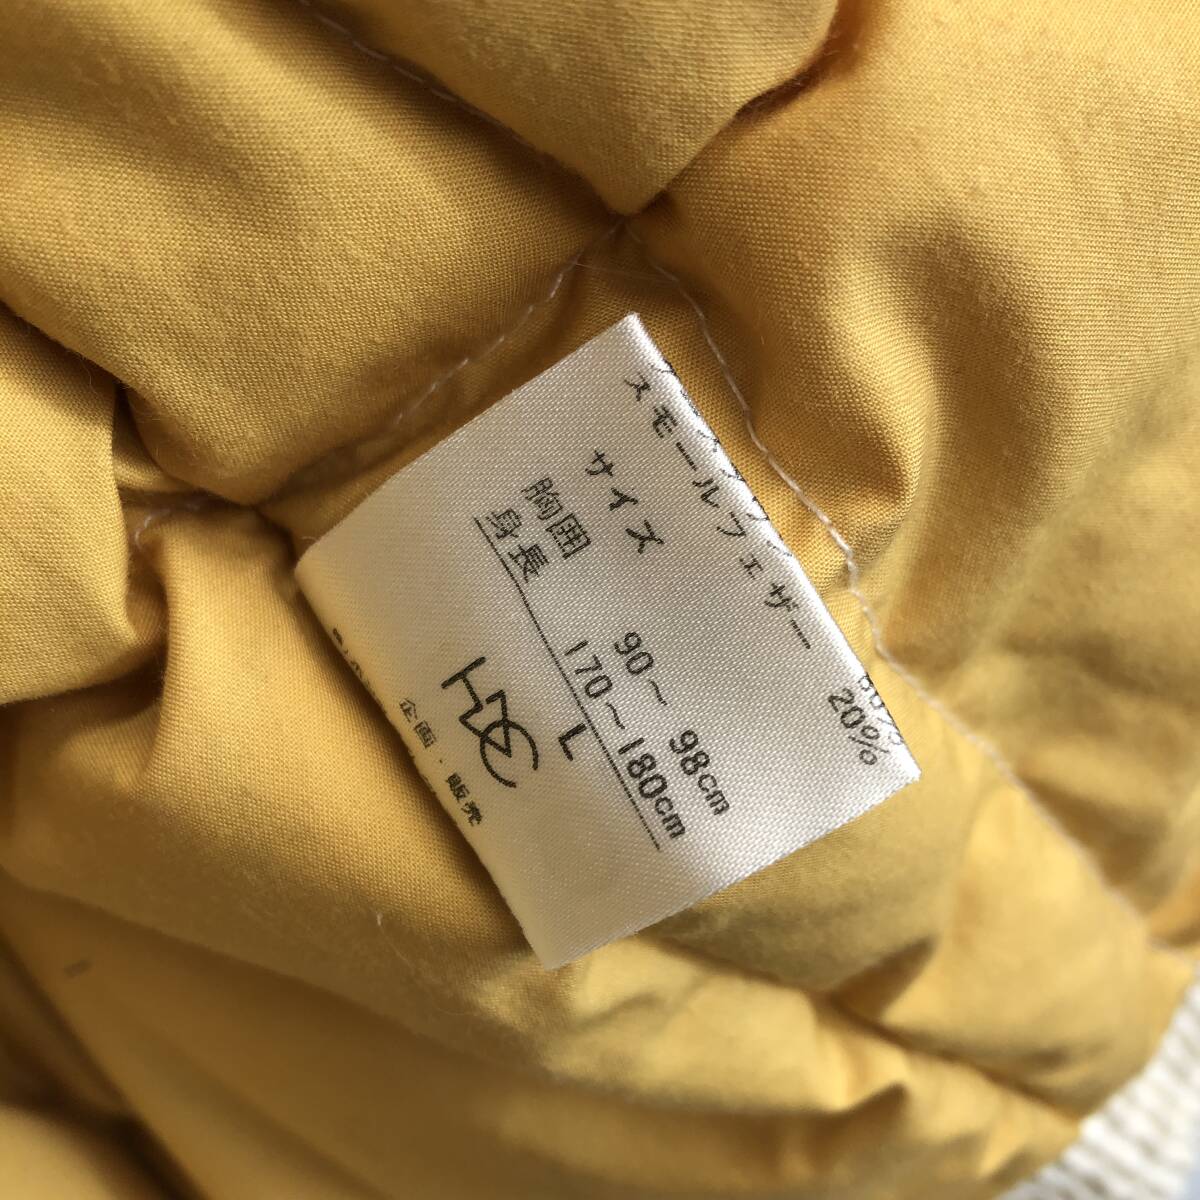 スモールフェザー 20%
サイズ
胸囲 90〜 98cm
身長 170〜180cm
L
企画・販売